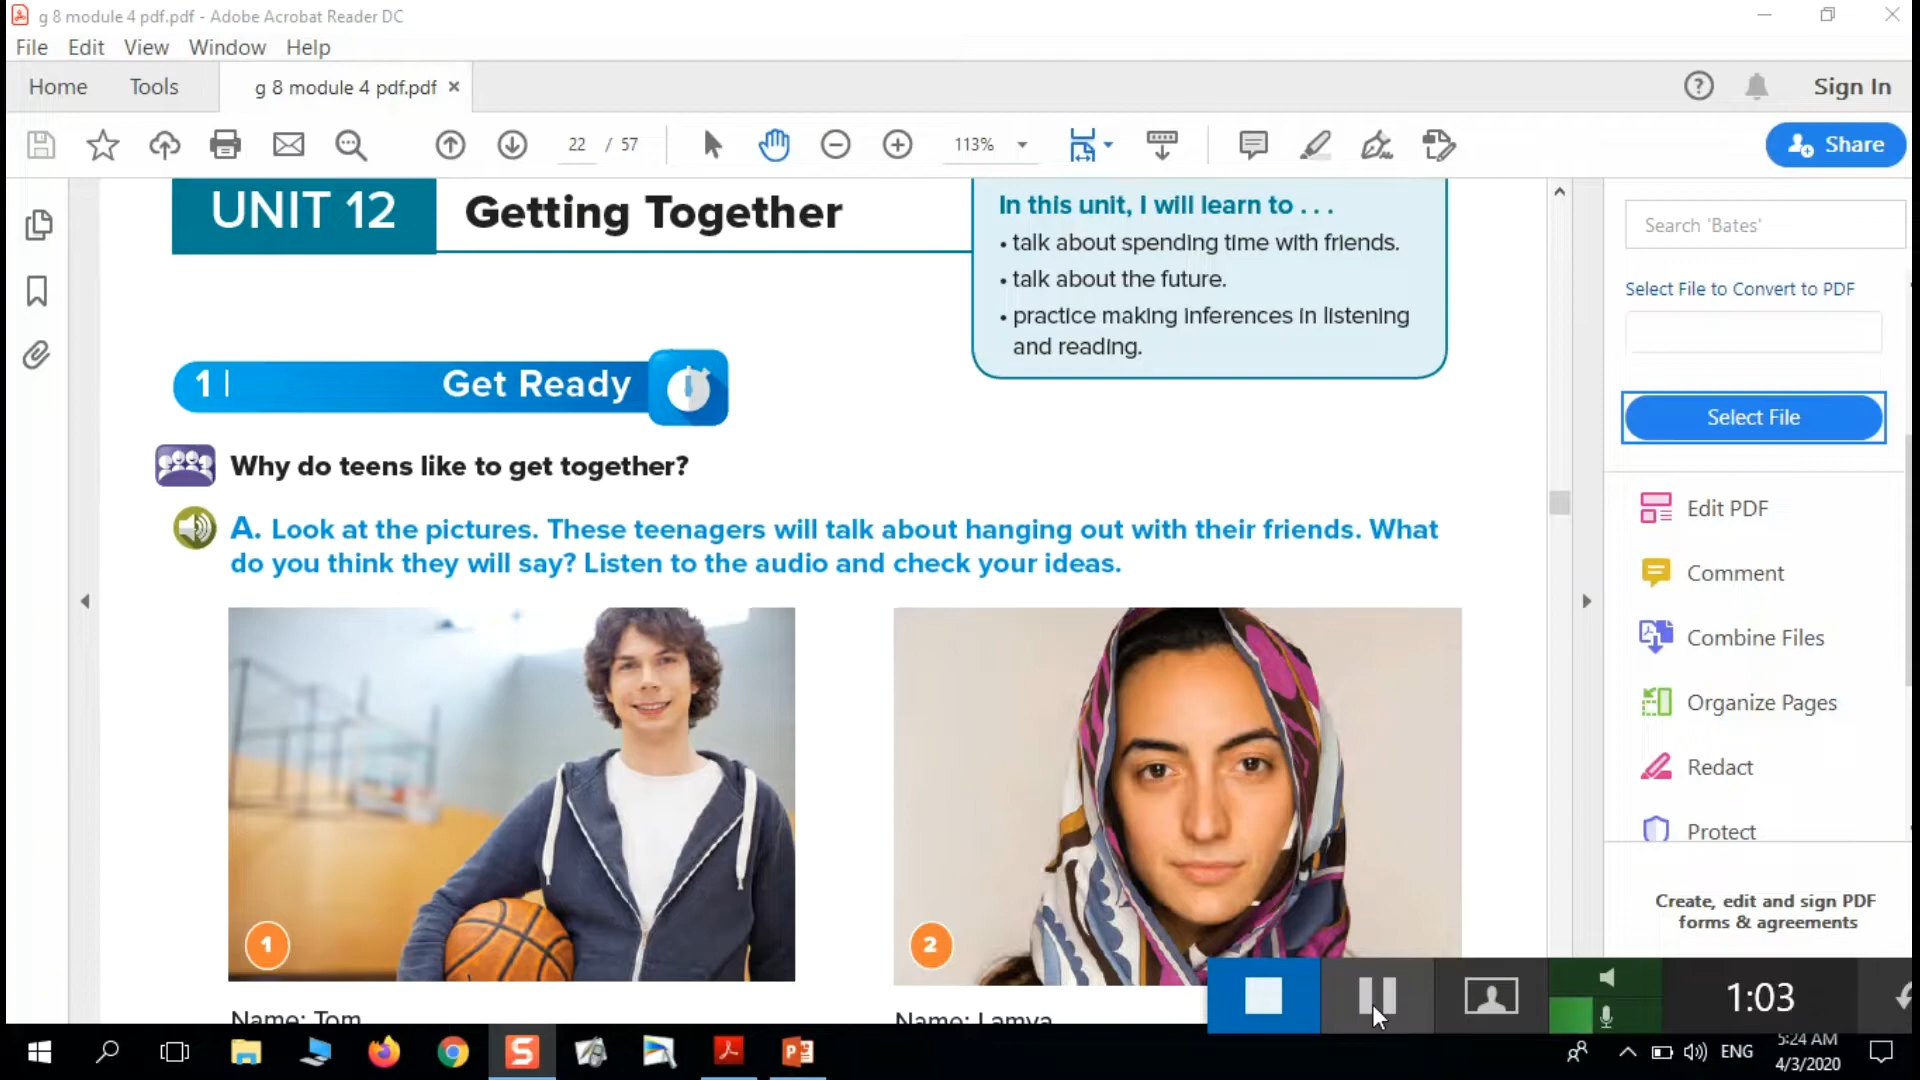 g 8 module 4 pdf.pdf - Adobe Acrobat Reader DC
File Edit View Window Help
Home Tools g 8 module 4 pdf.pdf × Sign In
22 / 57 113% Share
UNIT 12 Getting Together
In this unit, I will learn to . . .
• talk about spending time with friends.
• talk about the future.
• practice making inferences in listening
and reading.
1 | Get Ready
Why do teens like to get together?
A. Look at the pictures. These teenagers will talk about hanging out with their friends. What
do you think they will say? Listen to the audio and check your ideas.
1
2
Name: Tom
Name: Lamya
Search 'Bates'
Select File to Convert to PDF
Select File
Edit PDF
Comment
Combine Files
Organize Pages
Redact
Protect
Create, edit and sign PDF
forms & agreements
1:03
ENG
5:24 AM
4/3/2020